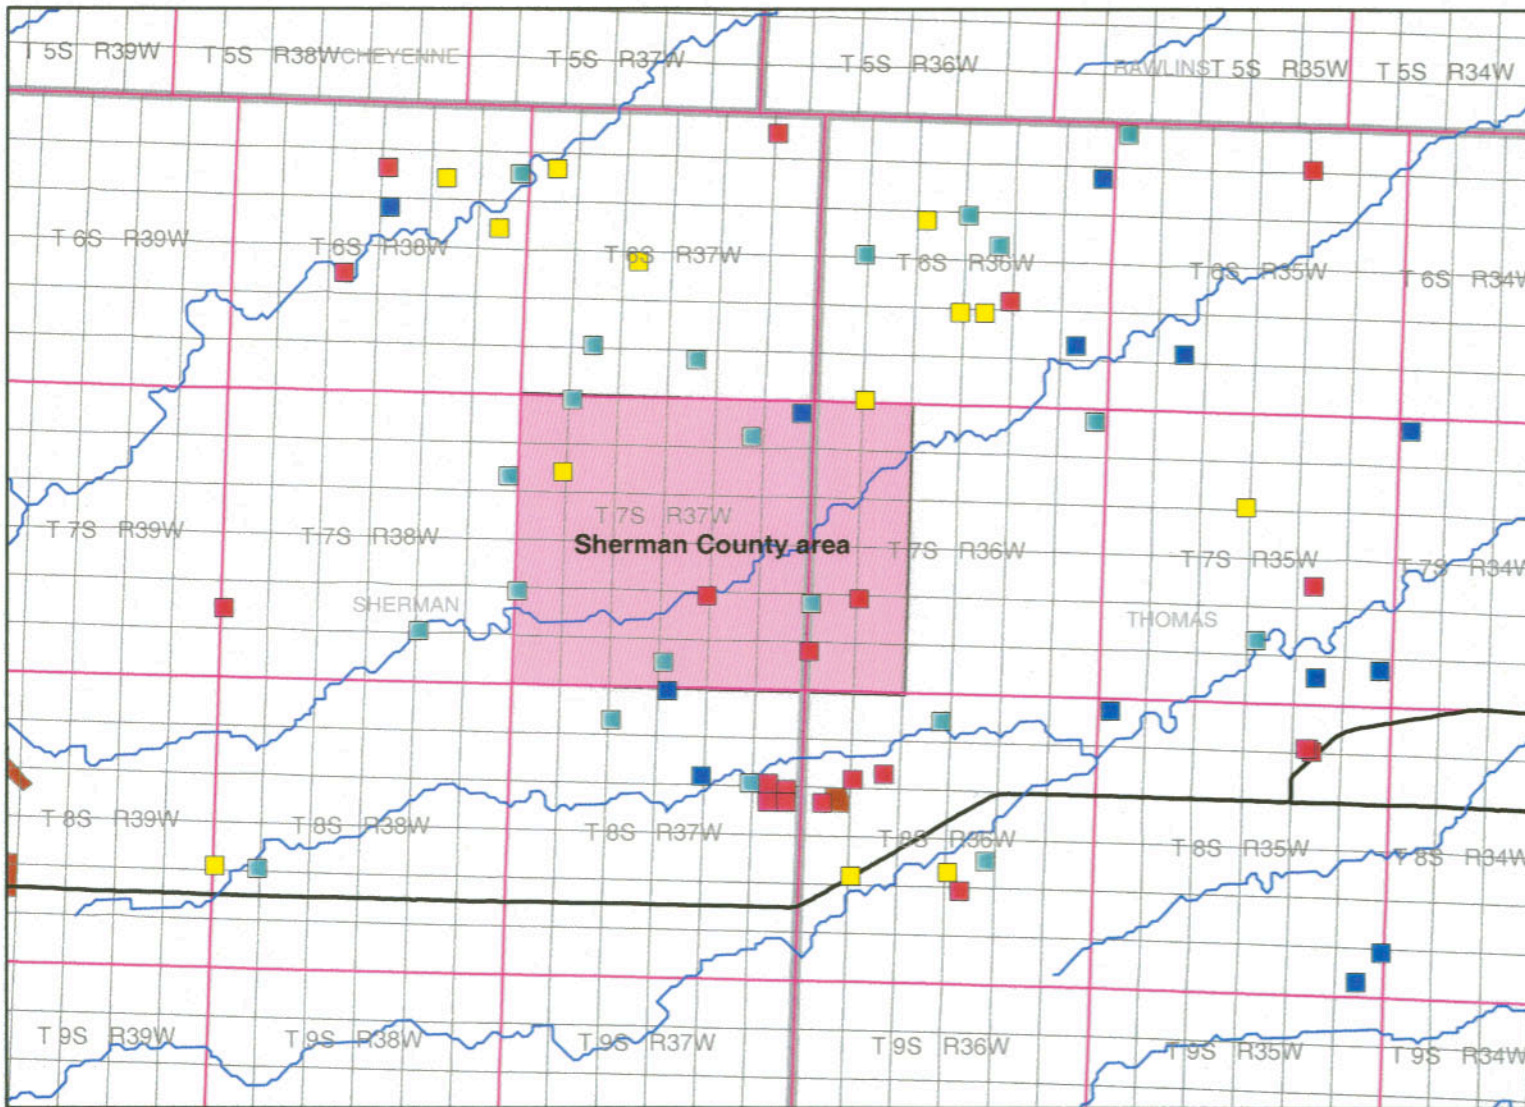 T 5S R39W
T 5S R38W
CHEYENNE
T 5S R37W
T 5S R36W
RAWLINS
T 5S R35W
T 5S R34W
T 6S R39W
T 6S R38W
T 6S R37W
T 6S R36W
T 6S R35W
T 6S R34W
T 7S R39W
T 7S R38W
T 7S R37W
Sherman County area
T 7S R36W
T 7S R35W
T 7S R34W
SHERMAN
THOMAS
T 8S R39W
T 8S R38W
T 8S R37W
T 8S R36W
T 8S R35W
T 8S R34W
T 9S R39W
T 9S R38W
T 9S R37W
T 9S R36W
T 9S R35W
T 9S R34W